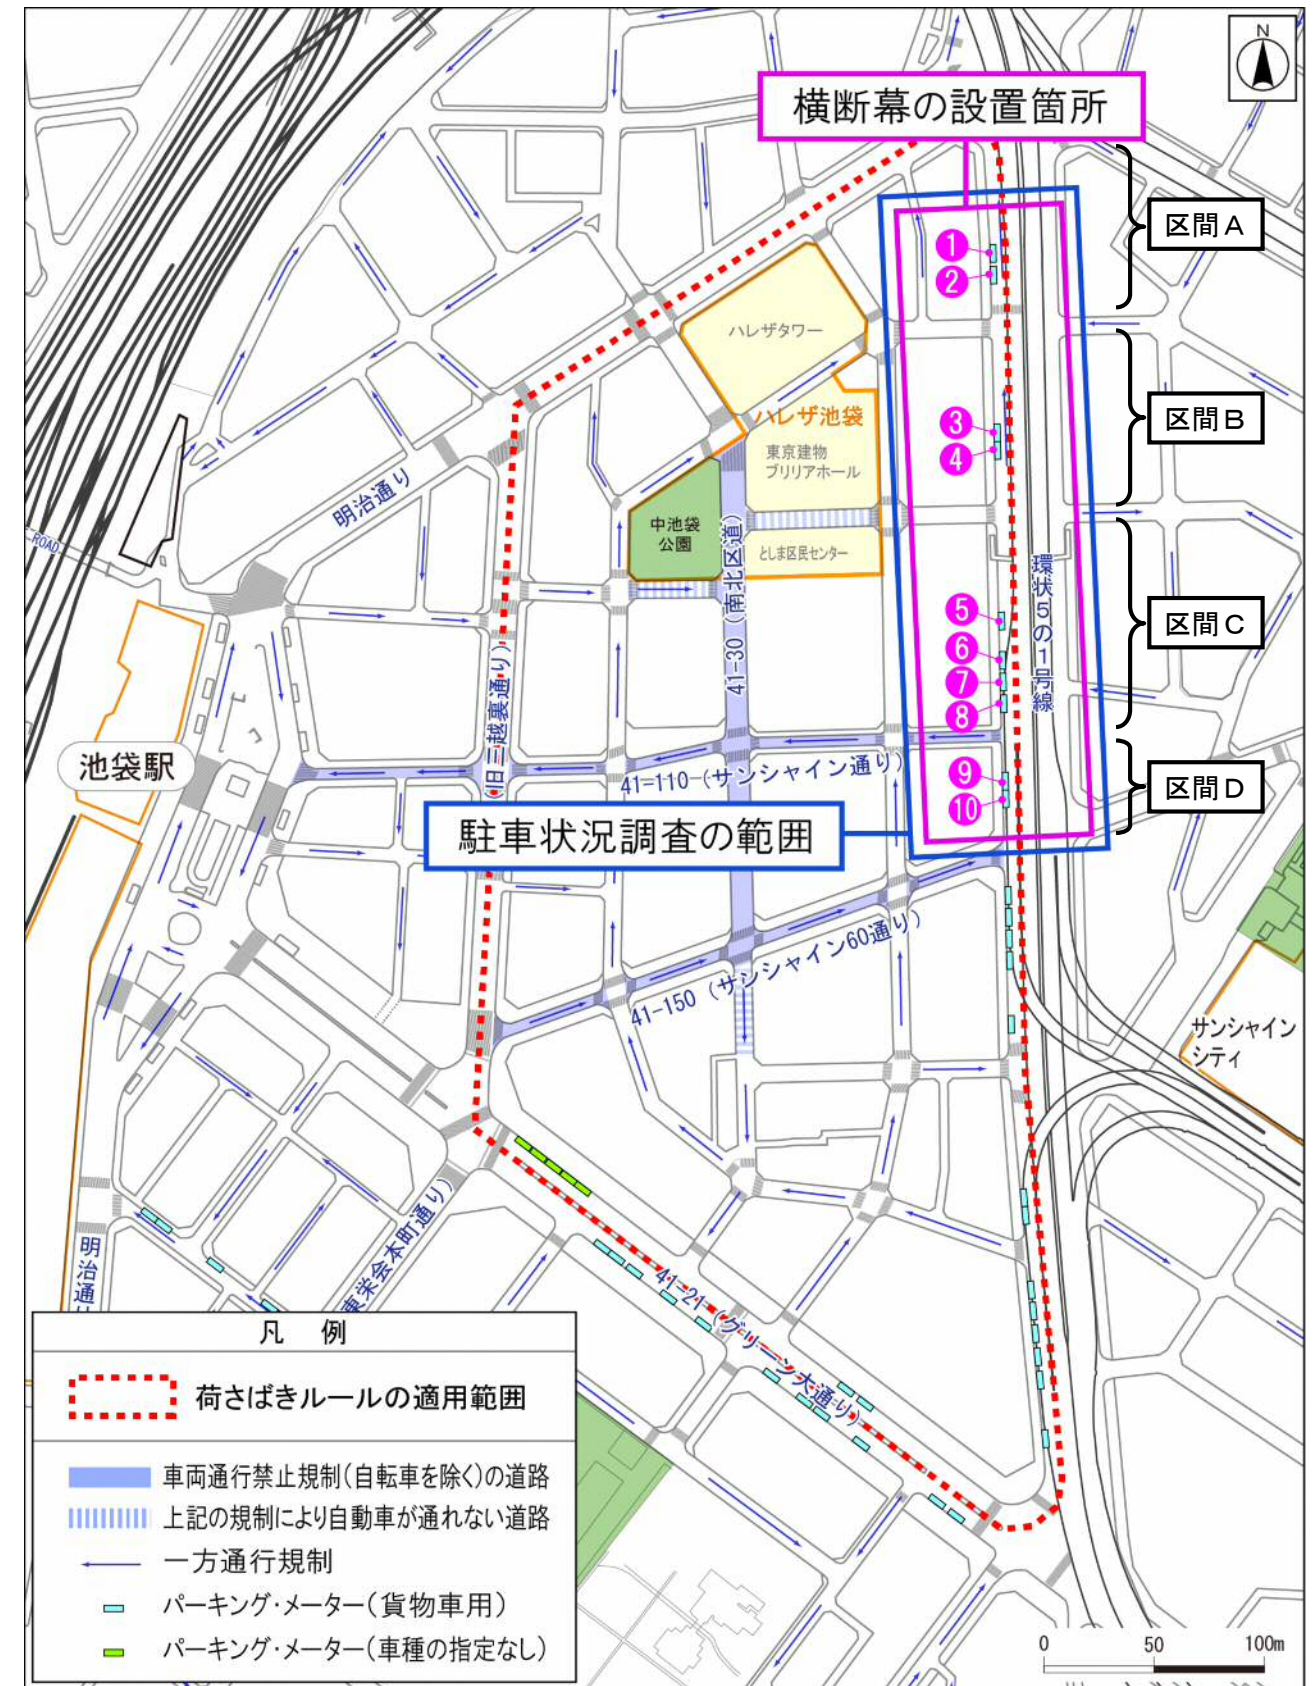 N
横断幕の設置箇所
区間A
①
②
ハレザタワー
区間B
ハレザ池袋
③
④
東京建物
ブリリアホール
明治通り
中池袋
公園
としま区民センター
ROAD
41-30 (南北区道)
環状5の1号線
区間C
⑤
⑥
⑦
⑧
(旧三越裏通り)
池袋駅
41-110 (サンシャイン通り)
区間D
⑨
⑩
駐車状況調査の範囲
41-150 (サンシャイン60通り)
サンシャイン
シティ
東栄会本町通り)
明治通り
41-21 (グリーン大通り)
凡 例
荷さばきルールの適用範囲
車両通行禁止規制(自転車を除く)の道路
上記の規制により自動車が通れない道路
一方通行規制
パーキング・メーター(貨物車用)
パーキング・メーター(車種の指定なし)
0 50 100m